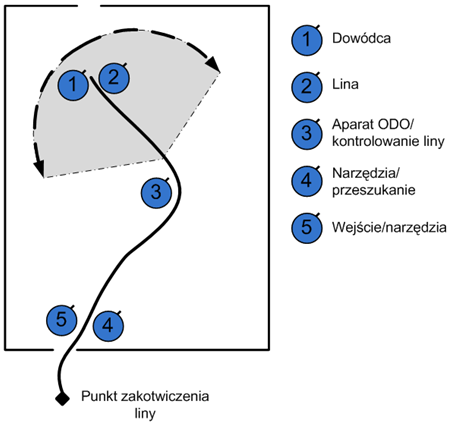 1
2
3
5
4
1 Dowódca
2 Lina
3 Aparat ODO/
kontrolowanie liny
4 Narzędzia/
przeszukanie
5 Wejście/narzędzia
Punkt zakotwiczenia
liny